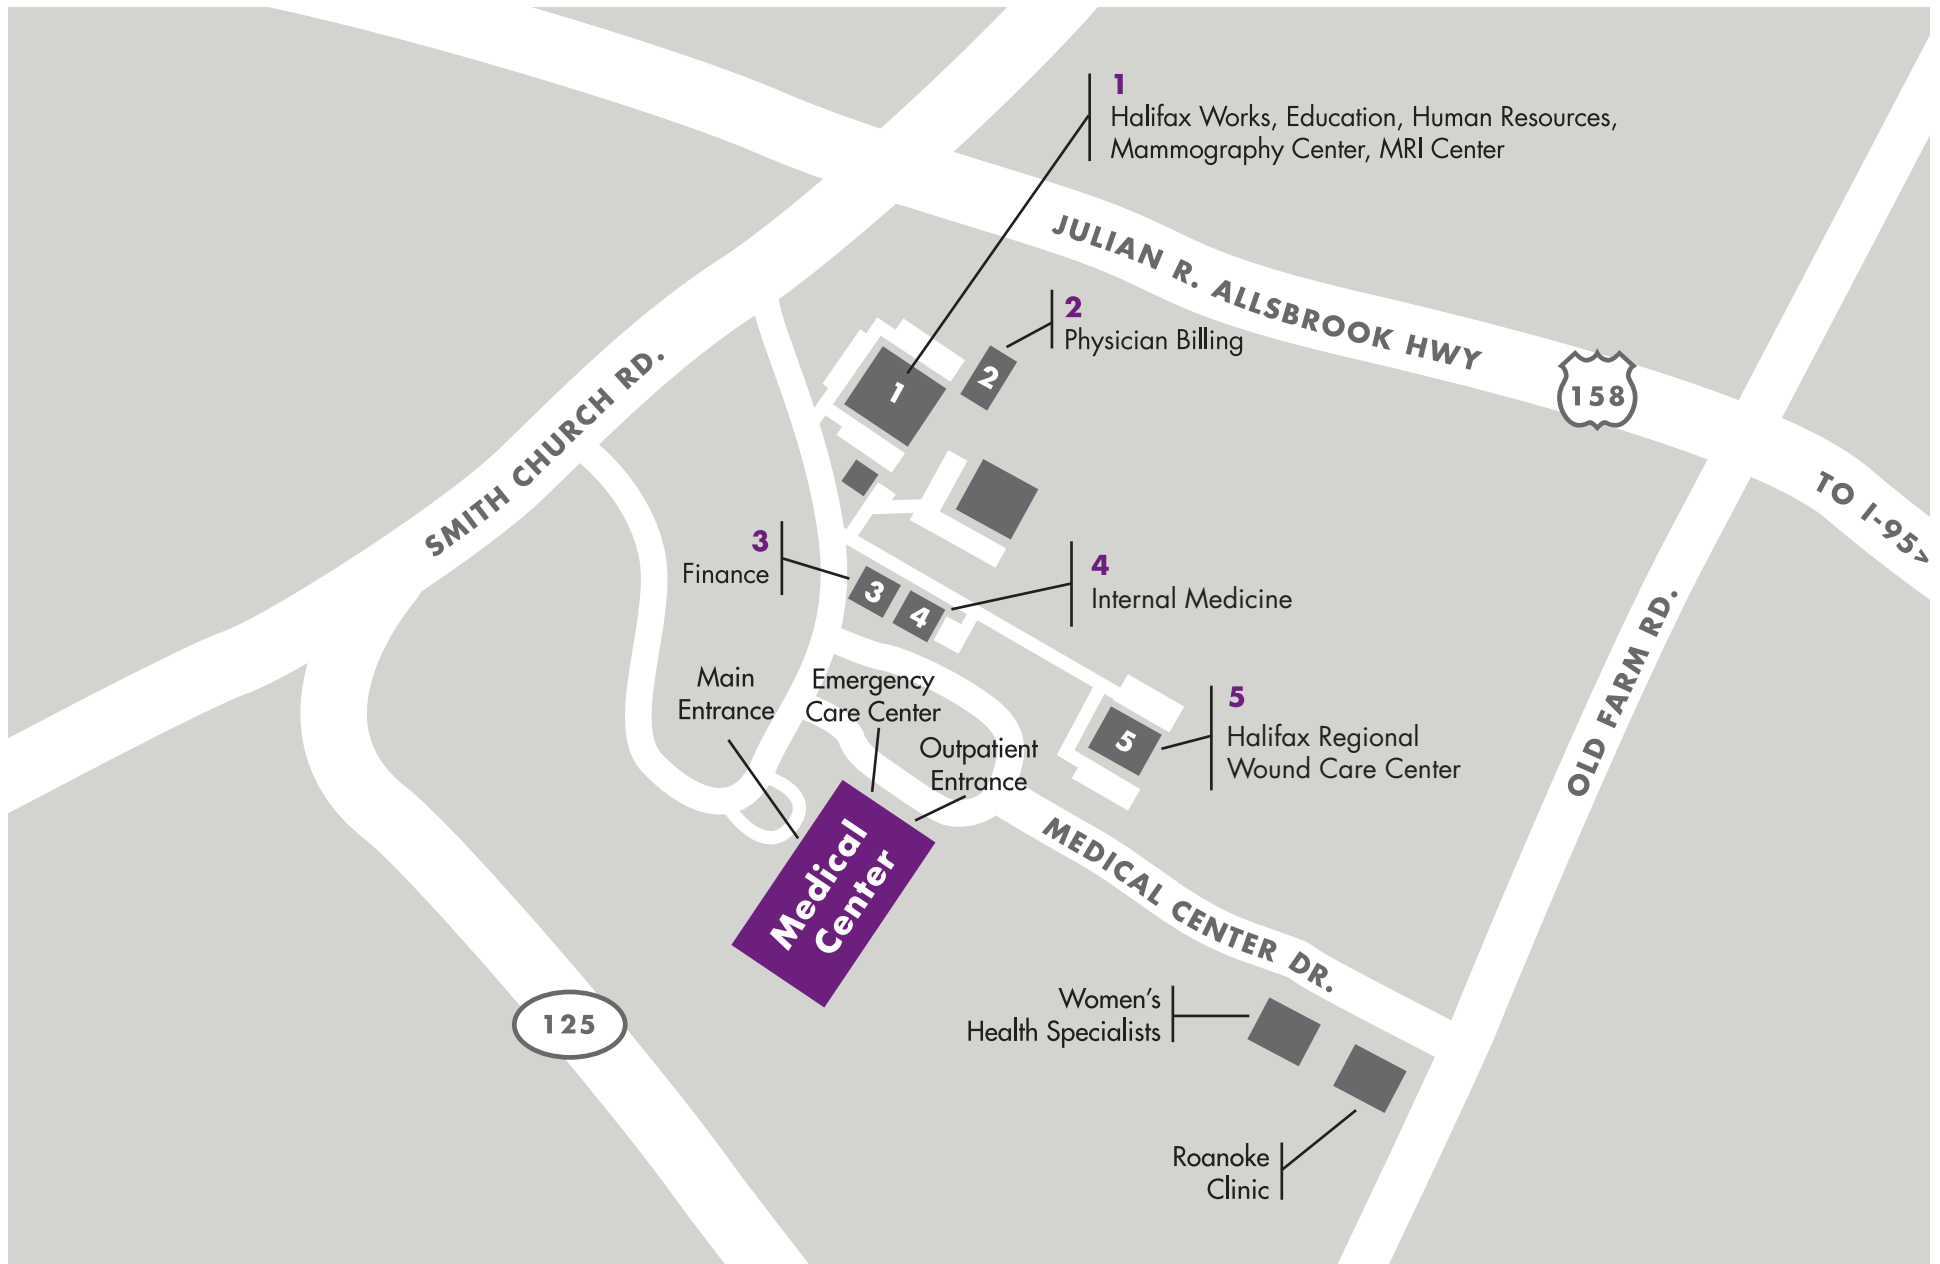 1
Halifax Works, Education, Human Resources,
Mammography Center, MRI Center
JULIAN R. ALLSBROOK HWY
158
TO I-95>
2
Physician Billing
1
2
SMITH CHURCH RD.
3
Finance
3
4
4
Internal Medicine
OLD FARM RD.
Main
Entrance
Emergency
Care Center
Outpatient
Entrance
5
5
Halifax Regional
Wound Care Center
Medical
Center
MEDICAL CENTER DR.
125
Women’s
Health Specialists
Roanoke
Clinic